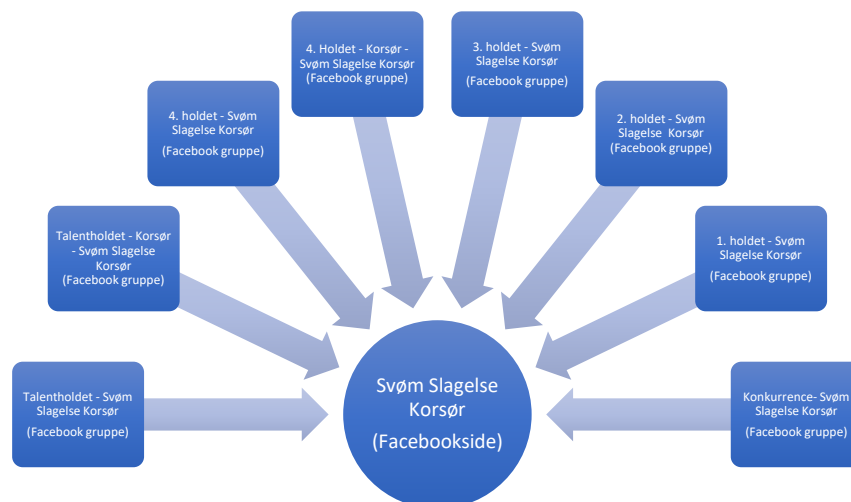 4. Holdet - Korsør -
Svøm Slagelse Korsør
(Facebook gruppe)
3. holdet - Svøm
Slagelse Korsør
(Facebook gruppe)
4. holdet - Svøm
Slagelse Korsør
(Facebook gruppe)
2. holdet - Svøm
Slagelse Korsør
(Facebook gruppe)
Talentholdet - Korsør
- Svøm Slagelse
Korsør
(Facebook gruppe)
1. holdet - Svøm
Slagelse Korsør
(Facebook gruppe)
Talentholdet - Svøm
Slagelse Korsør
(Facebook gruppe)
Svøm Slagelse
Korsør
(Facebookside)
Konkurrence- Svøm
Slagelse Korsør
(Facebook gruppe)